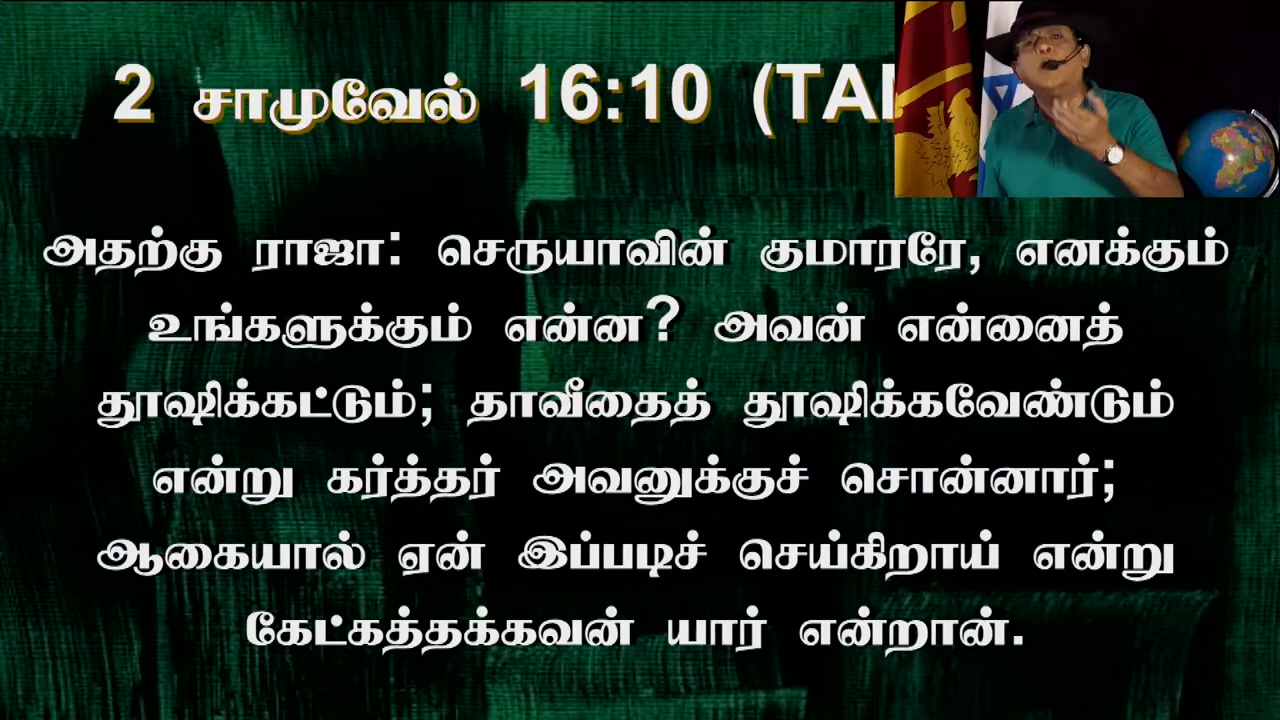 2 சாமுவேல் 16:10
அதற்கு ராஜா: செருயாவின் குமாரரே, எனக்கும்
உங்களுக்கும் என்ன? அவன் என்னைத்
தூஷிக்கட்டும்; தாவீதைத் தூஷிக்கவேண்டும்
என்று கர்த்தர் அவனுக்குச் சொன்னார்;
ஆகையால் ஏன் இப்படிச் செய்கிறாய் என்று
கேட்கத்தக்கவன் யார் என்றான்.